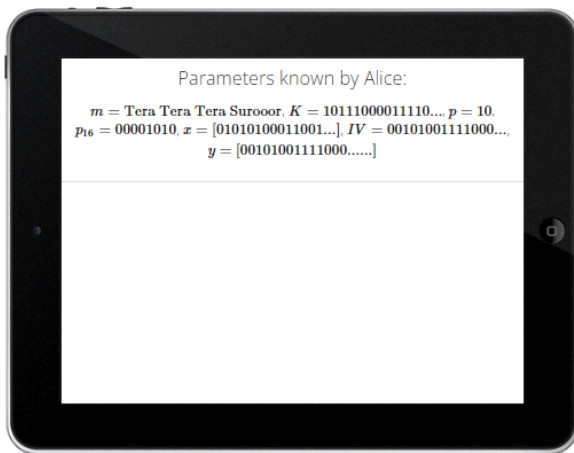 Parameters known by Alice:
m = Tera Tera Tera Surooor, K = 10111000011110..., p = 10,
p₁₆ = 00001010, x = [01010100011001...], IV = 00101001111000...,
y = [00101001111000......]